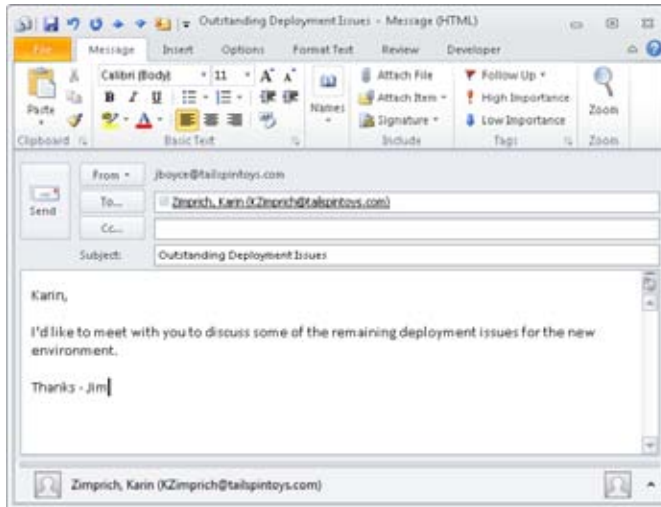 Outstanding Deployment Issues - Message (HTML)
File Message Insert Options Format Text Review Developer
Paste
Calibri (Body) 11 A A
B I U
A
Names
Attach File
Attach Item
Signature
Follow Up
High Importance
Low Importance
Zoom
Clipboard Basic Text Include Tags Zoom
Send
From jboyce@tailspintoys.com
To... Zimprich, Karin (KZimprich@tailspintoys.com)
Cc...
Subject: Outstanding Deployment Issues
Karin,
I'd like to meet with you to discuss some of the remaining deployment issues for the new
environment.
Thanks - Jim
Zimprich, Karin (KZimprich@tailspintoys.com)